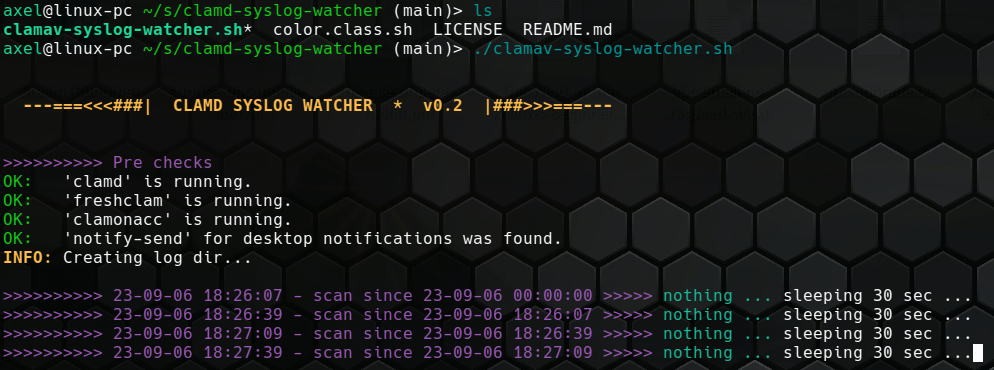 axel@linux-pc ~/s/clamd-syslog-watcher (main)> ls
clamav-syslog-watcher.sh*  color.class.sh  LICENSE  README.md
axel@linux-pc ~/s/clamd-syslog-watcher (main)> ./clamav-syslog-watcher.sh
---===<<<###|  CLAMD SYSLOG WATCHER  *  v0.2  |###>>>===---
>>>>>>>>>> Pre checks
OK:   'clamd' is running.
OK:   'freshclam' is running.
OK:   'clamonacc' is running.
OK:   'notify-send' for desktop notifications was found.
INFO: Creating log dir...
>>>>>>>>>> 23-09-06 18:26:07 - scan since 23-09-06 00:00:00 >>>>> nothing ... sleeping 30 sec ...
>>>>>>>>>> 23-09-06 18:26:39 - scan since 23-09-06 18:26:07 >>>>> nothing ... sleeping 30 sec ...
>>>>>>>>>> 23-09-06 18:27:09 - scan since 23-09-06 18:26:39 >>>>> nothing ... sleeping 30 sec ...
>>>>>>>>>> 23-09-06 18:27:39 - scan since 23-09-06 18:27:09 >>>>> nothing ... sleeping 30 sec ...